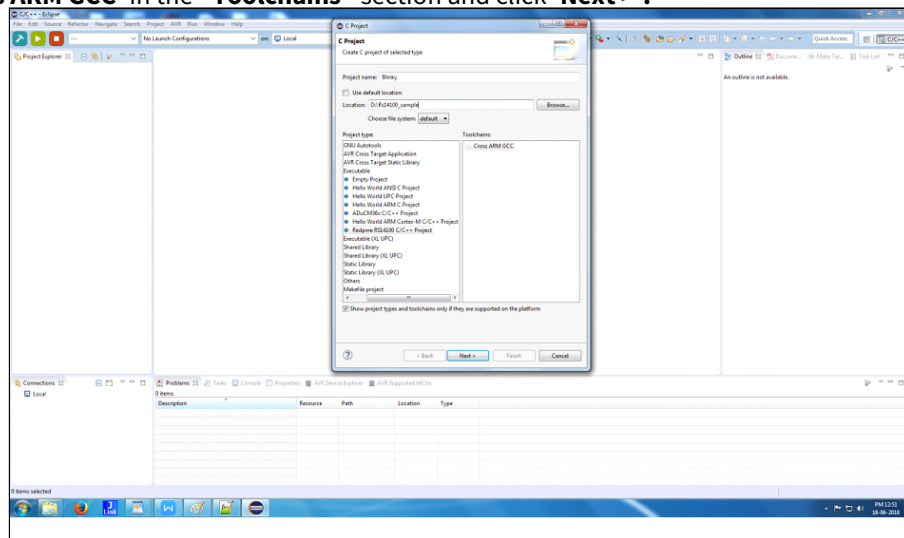 ARM GCC" in the "Toolchains" section and click "Next>".
C/C++ - Eclipse
File Edit Source Refactor Navigate Search Project AVR Run Window Help
No Launch Configurations on: Local
Quick Access C/C++
Project Explorer
Outline Docume... Make Tar... Task List
An outline is not available.
C Project
C Project
Create C project of selected type
Project name: Blinky
Use default location
Location: D:\Rs14100_sample Browse...
Choose file system: default
Project type: Toolchains:
GNU Autotools Cross ARM GCC
AVR Cross Target Application
AVR Cross Target Static Library
Executable
Empty Project
Hello World ANSI C Project
Hello World UPC Project
Hello World ARM C Project
ADuCM36x C/C++ Project
Hello World ARM Cortex-M C/C++ Project
Redpine RS14100 C/C++ Project
Executable (XL UPC)
Shared Library
Shared Library (XL UPC)
Static Library
Static Library (XL UPC)
Others
Makefile project
Show project types and toolchains only if they are supported on the platform
< Back Next > Finish Cancel
Connections
Local
Problems Tasks Console Properties AVR Device Explorer AVR Supported MCUs
0 items
Description Resource Path Location Type
0 items selected
Link
PM 12:51
18-06-2018